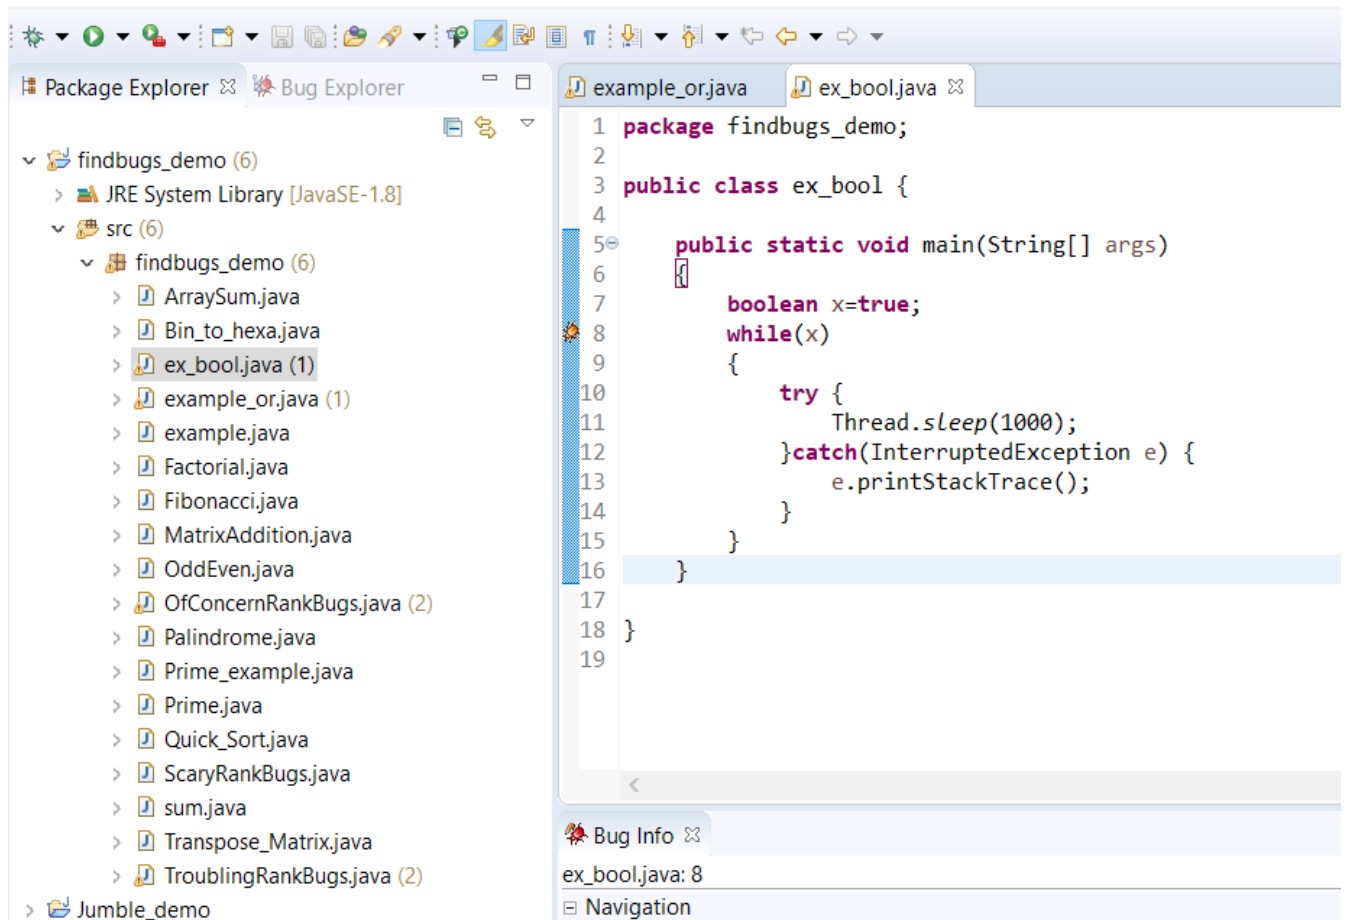 Package Explorer
Bug Explorer
findbugs_demo (6)
JRE System Library [JavaSE-1.8]
src (6)
findbugs_demo (6)
ArraySum.java
Bin_to_hexa.java
ex_bool.java (1)
example_or.java (1)
example.java
Factorial.java
Fibonacci.java
MatrixAddition.java
OddEven.java
OfConcernRankBugs.java (2)
Palindrome.java
Prime_example.java
Prime.java
Quick_Sort.java
ScaryRankBugs.java
sum.java
Transpose_Matrix.java
TroublingRankBugs.java (2)
Jumble_demo
example_or.java
ex_bool.java
1 package findbugs_demo;
2
3 public class ex_bool {
4
5 public static void main(String[] args)
6 {
7 boolean x=true;
8 while(x)
9 {
10 try {
11 Thread.sleep(1000);
12 }catch(InterruptedException e) {
13 e.printStackTrace();
14 }
15 }
16 }
17
18 }
19
Bug Info
ex_bool.java: 8
Navigation